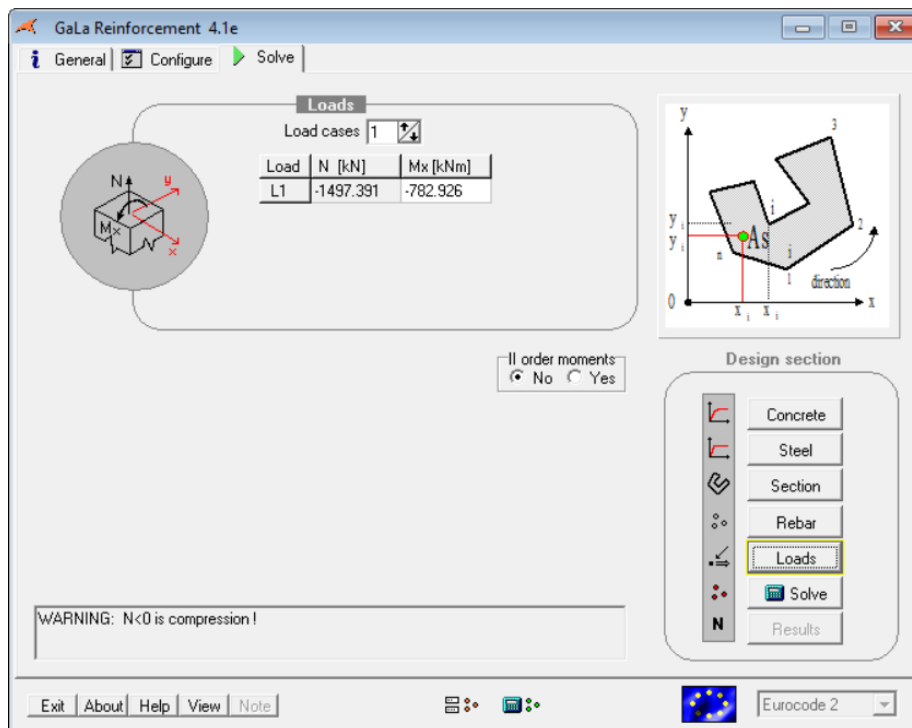 GaLa Reinforcement 4.1e
General Configure Solve
Loads
Load cases 1
Load N [kN] Mx [kNm]
L1 -1497.391 -782.926
N y Mx x
y 3 i y i y i As 2 n i 1 direction 0 x i x i x
II order moments
No Yes
Design section
Concrete
Steel
Section
Rebar
Loads
Solve
N Results
WARNING: N<0 is compression !
Exit About Help View Note
Eurocode 2